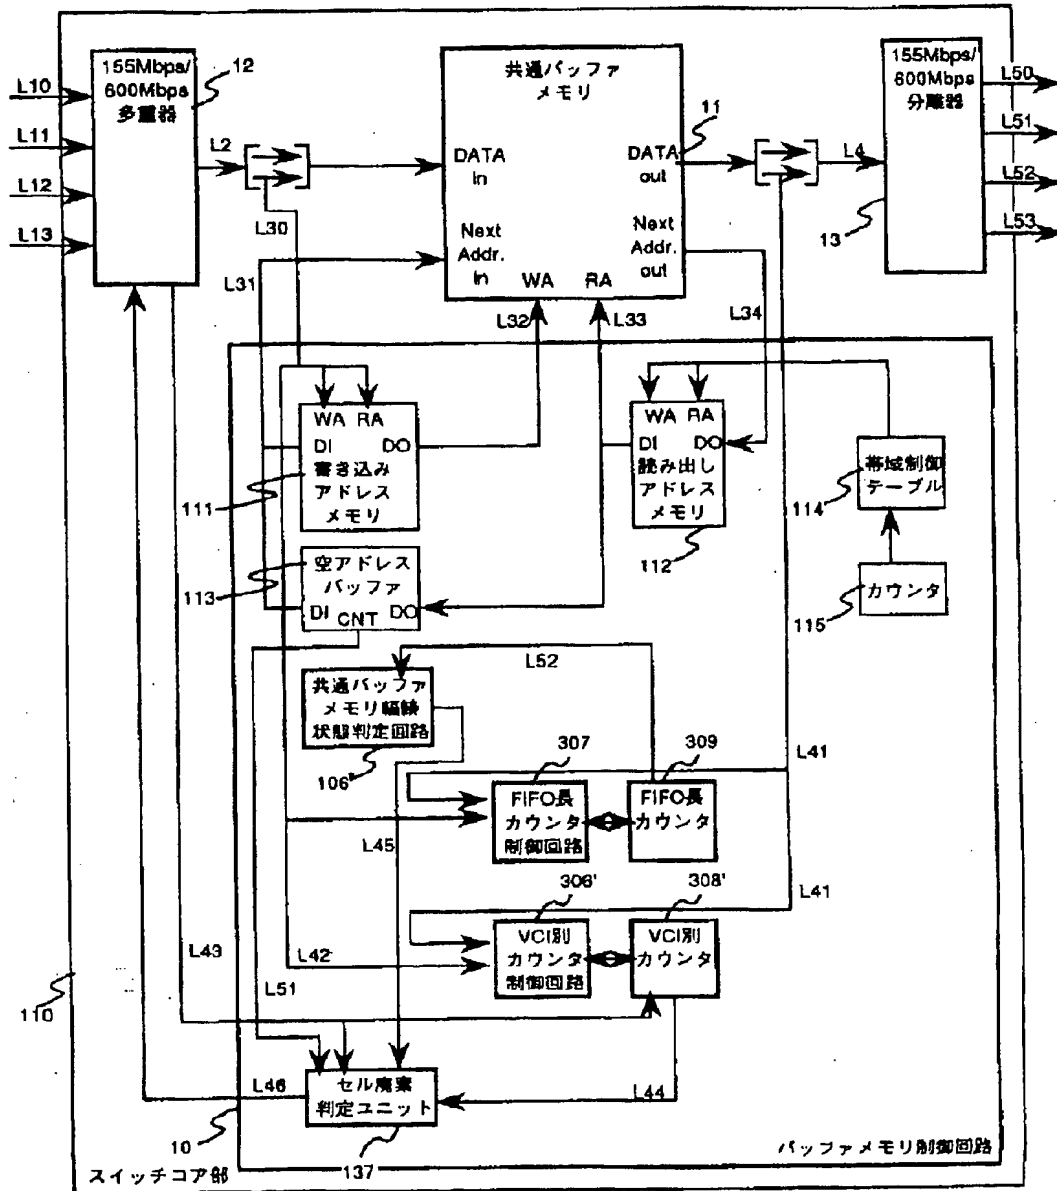 155Mbps/
600Mbps
多重器
12
L10
L11
L12
L13
L2
L30
共通バッファ
メモリ
11
DATA
In
DATA
out
Next
Addr.
In
Next
Addr.
out
WA RA
L4
155Mbps/
600Mbps
分離器
13
L50
L51
L52
L53
L31
L32
L33
L34
WA RA
DI DO
書き込み
アドレス
メモリ
111
WA RA
DI DO
読み出し
アドレス
メモリ
112
帯域制御
テーブル
114
カウンタ
115
空アドレス
バッファ
DI CNT DO
113
L52
共通バッファ
メモリ輻輳
状態判定回路
106'
L45
307
FIFO長
カウンタ
制御回路
309
FIFO長
カウンタ
L41
306'
VCI別
カウンタ
制御回路
308'
VCI別
カウンタ
L41
L43
L42
L51
110
L46
セル廃棄
判定ユニット
137
L44
10
スイッチコア部
バッファメモリ制御回路